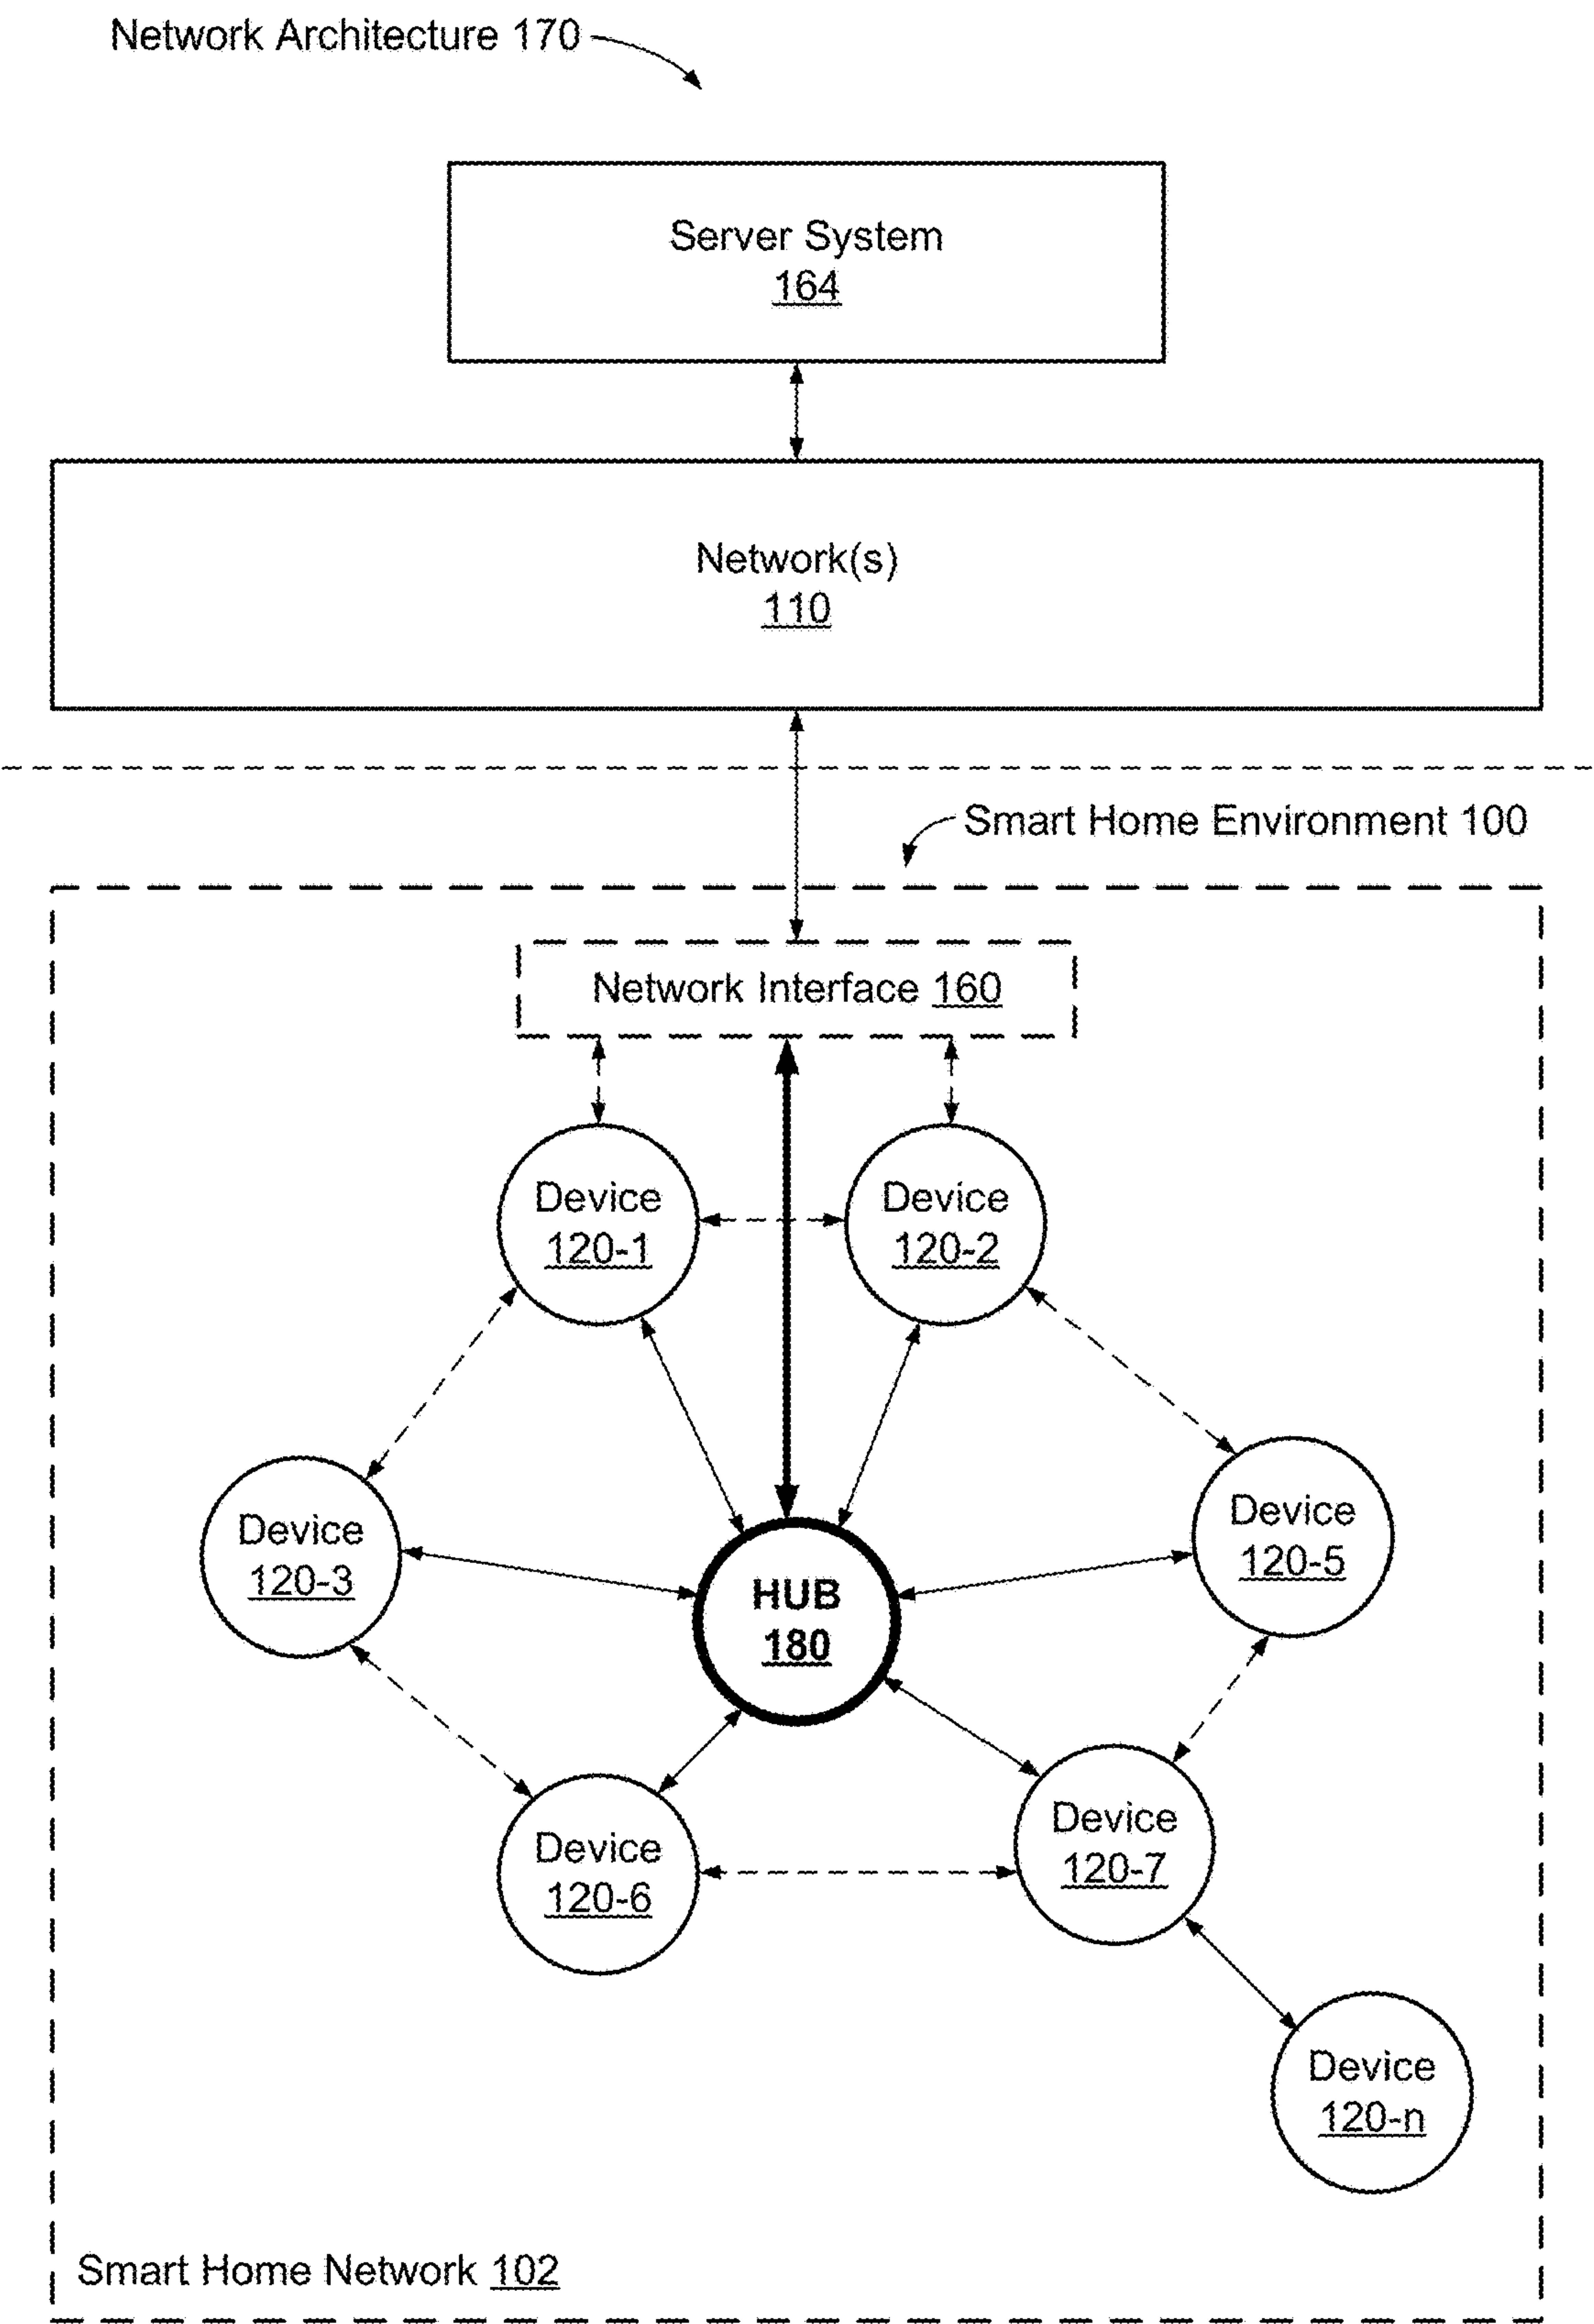 Network Architecture 170
Server System
164
Network(s)
110
Smart Home Environment 100
Network Interface 160
Device
120-1
Device
120-2
Device
120-3
Device
120-5
HUB
180
Device
120-6
Device
120-7
Device
120-n
Smart Home Network 102